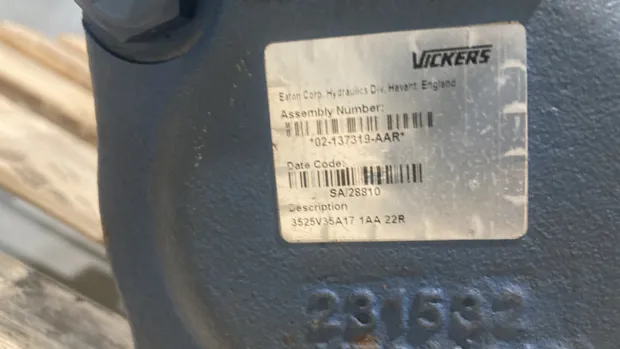 VICKERS
Eaton Corp. Hydraulics Div. Havant. England
Assembly Number:
*02-137319-AAR*
Date Code:
SA/28810
Description
3525V35A17 1AA 22R
231532